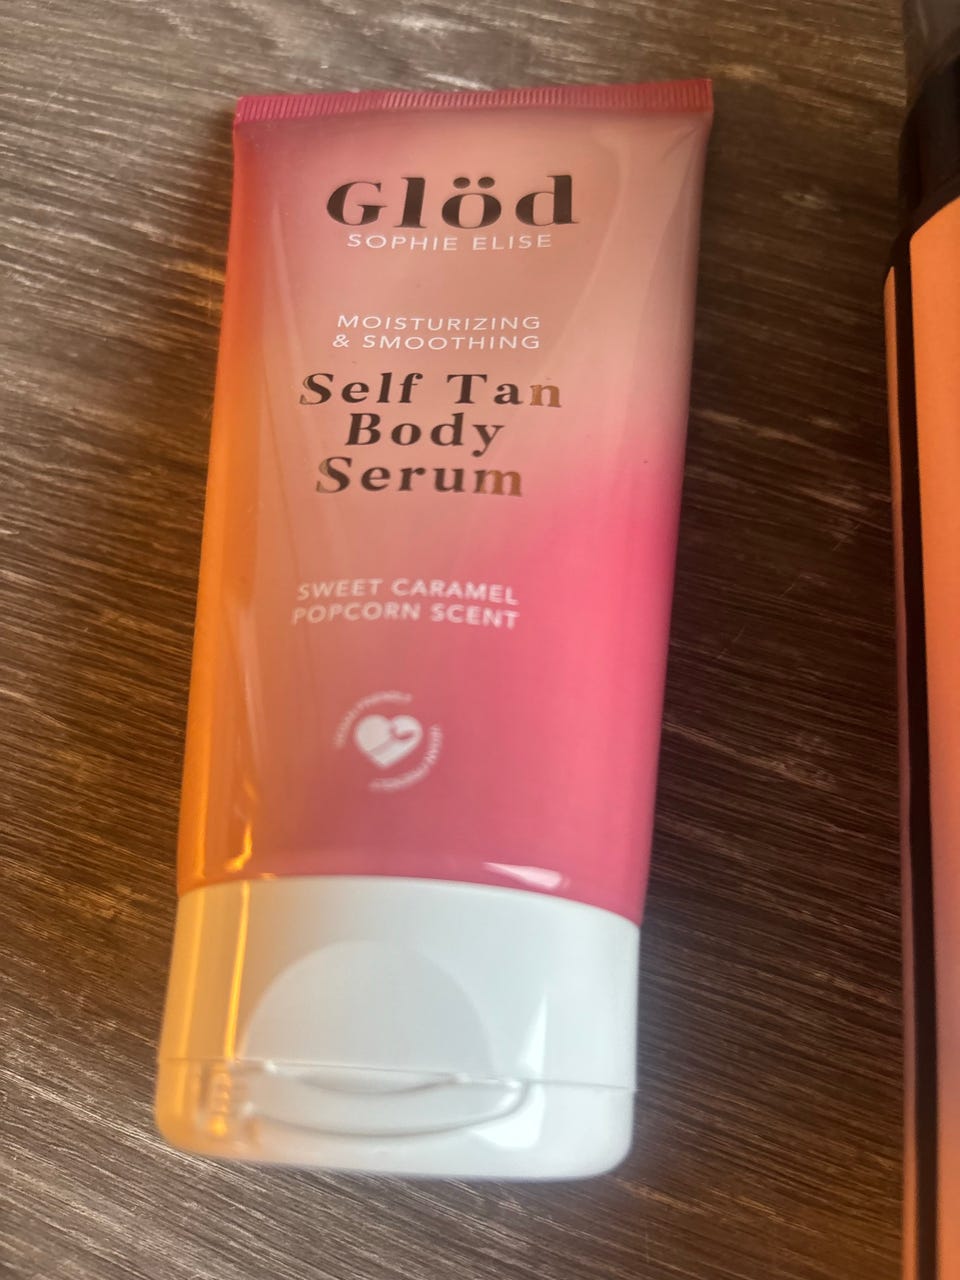 Glöd
SOPHIE ELISE
MOISTURIZING
& SMOOTHING
Self Tan
Body
Serum
SWEET CARAMEL
POPCORN SCENT